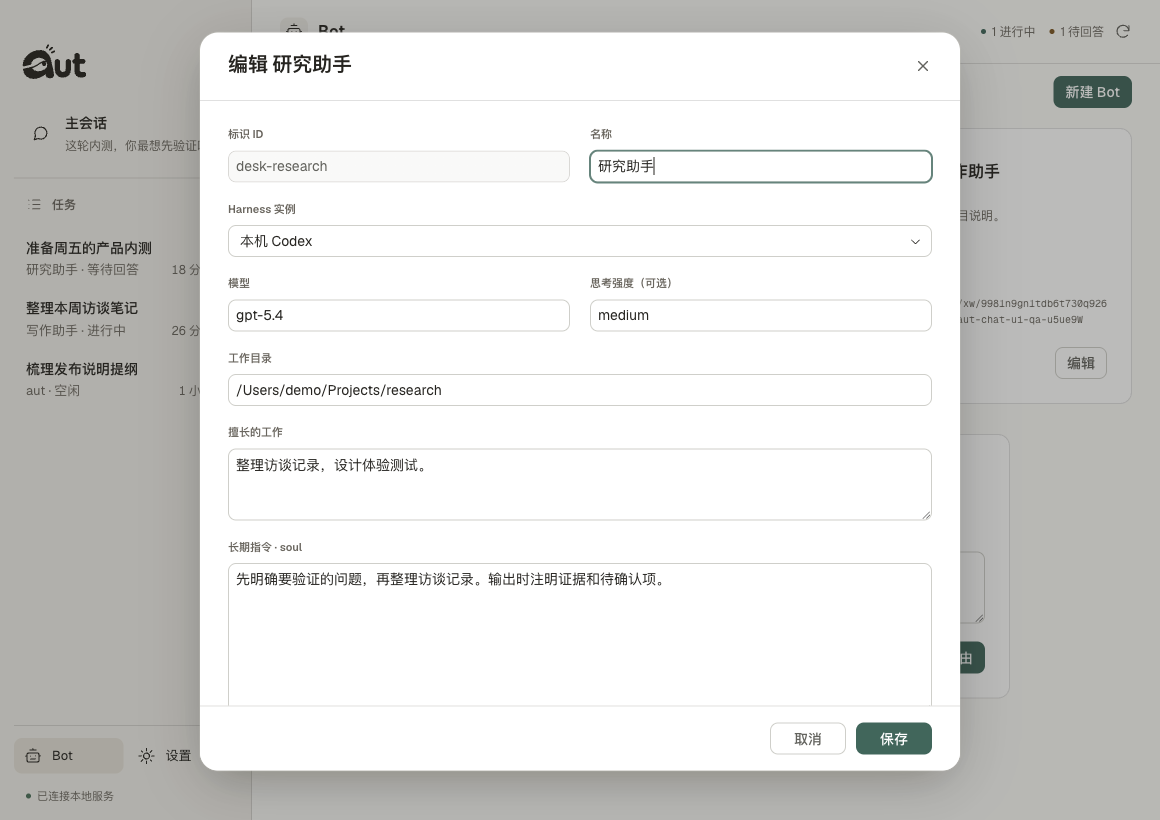 aut
主会话
这轮内测，你最想先验证
任务
准备周五的产品内测
研究助手 · 等待回答 18 分
整理本周访谈笔记
写作助手 · 进行中 26 分
梳理发布说明提纲
aut · 空闲 1 小
Bot
设置
已连接本地服务
Bot
1 进行中
1 待回答
新建 Bot
作助手
目说明。
编辑
由
编辑 研究助手
标识 ID
名称
desk-research
研究助手
Harness 实例
本机 Codex
模型
思考强度（可选）
gpt-5.4
medium
工作目录
/Users/demo/Projects/research
擅长的工作
整理访谈记录，设计体验测试。
长期指令 · soul
先明确要验证的问题，再整理访谈记录。输出时注明证据和待确认项。
取消
保存